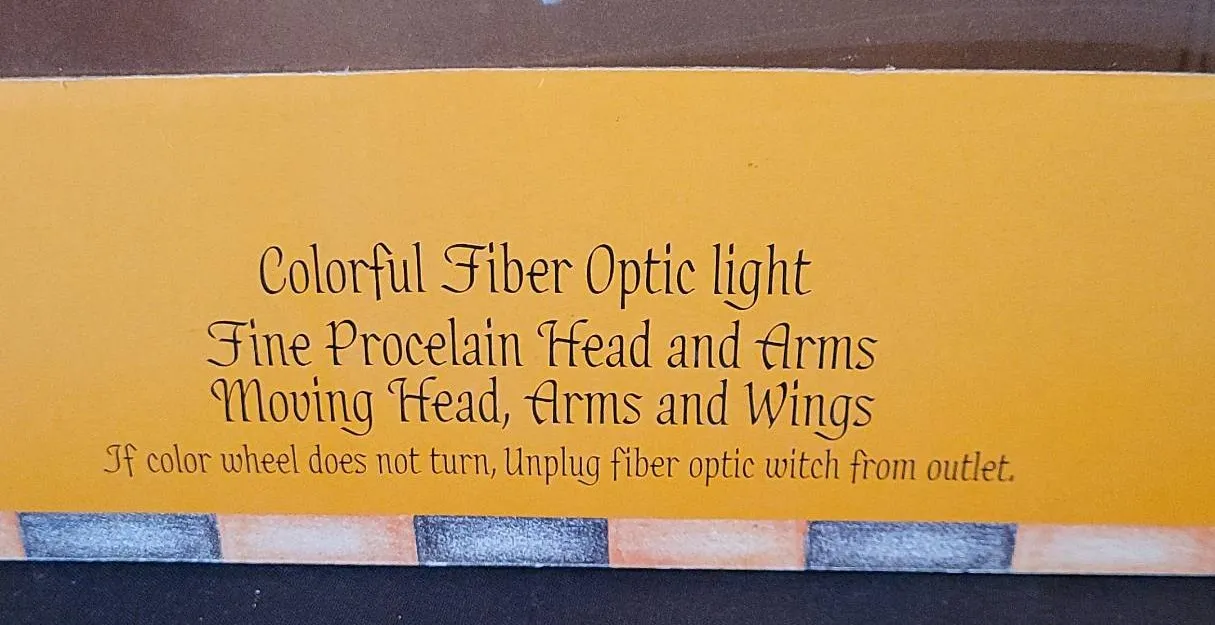 Colorful Fiber Optic light
Fine Procelain Head and Arms
Moving Head, Arms and Wings
If color wheel does not turn, Unplug fiber optic witch from outlet.